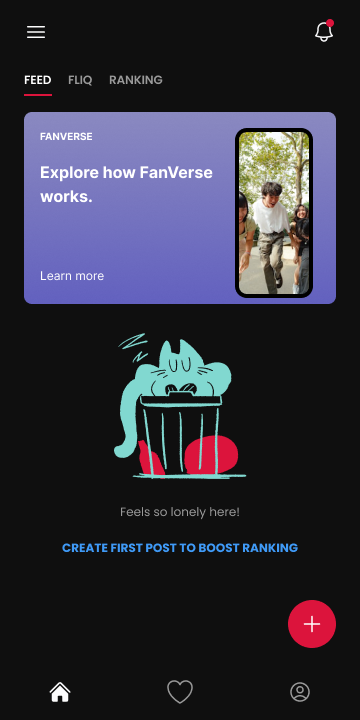 FEED FLIQ RANKING
FANVERSE
Explore how FanVerse
works.
Learn more
Feels so lonely here!
CREATE FIRST POST TO BOOST RANKING